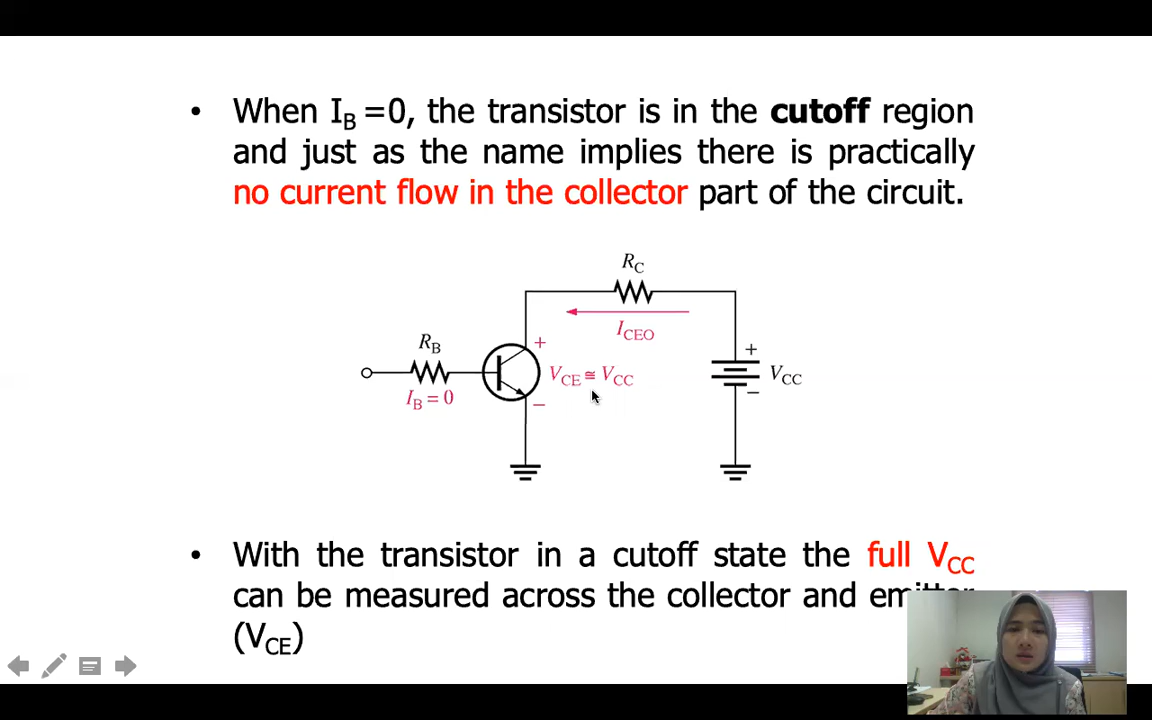 • When I_B =0, the transistor is in the cutoff region
and just as the name implies there is practically
no current flow in the collector part of the circuit.
R_C
I_CEO
R_B
+
+
V_CE ≅ V_CC
V_CC
I_B = 0
−
−
• With the transistor in a cutoff state the full V_CC
can be measured across the collector and emitter
(V_CE)